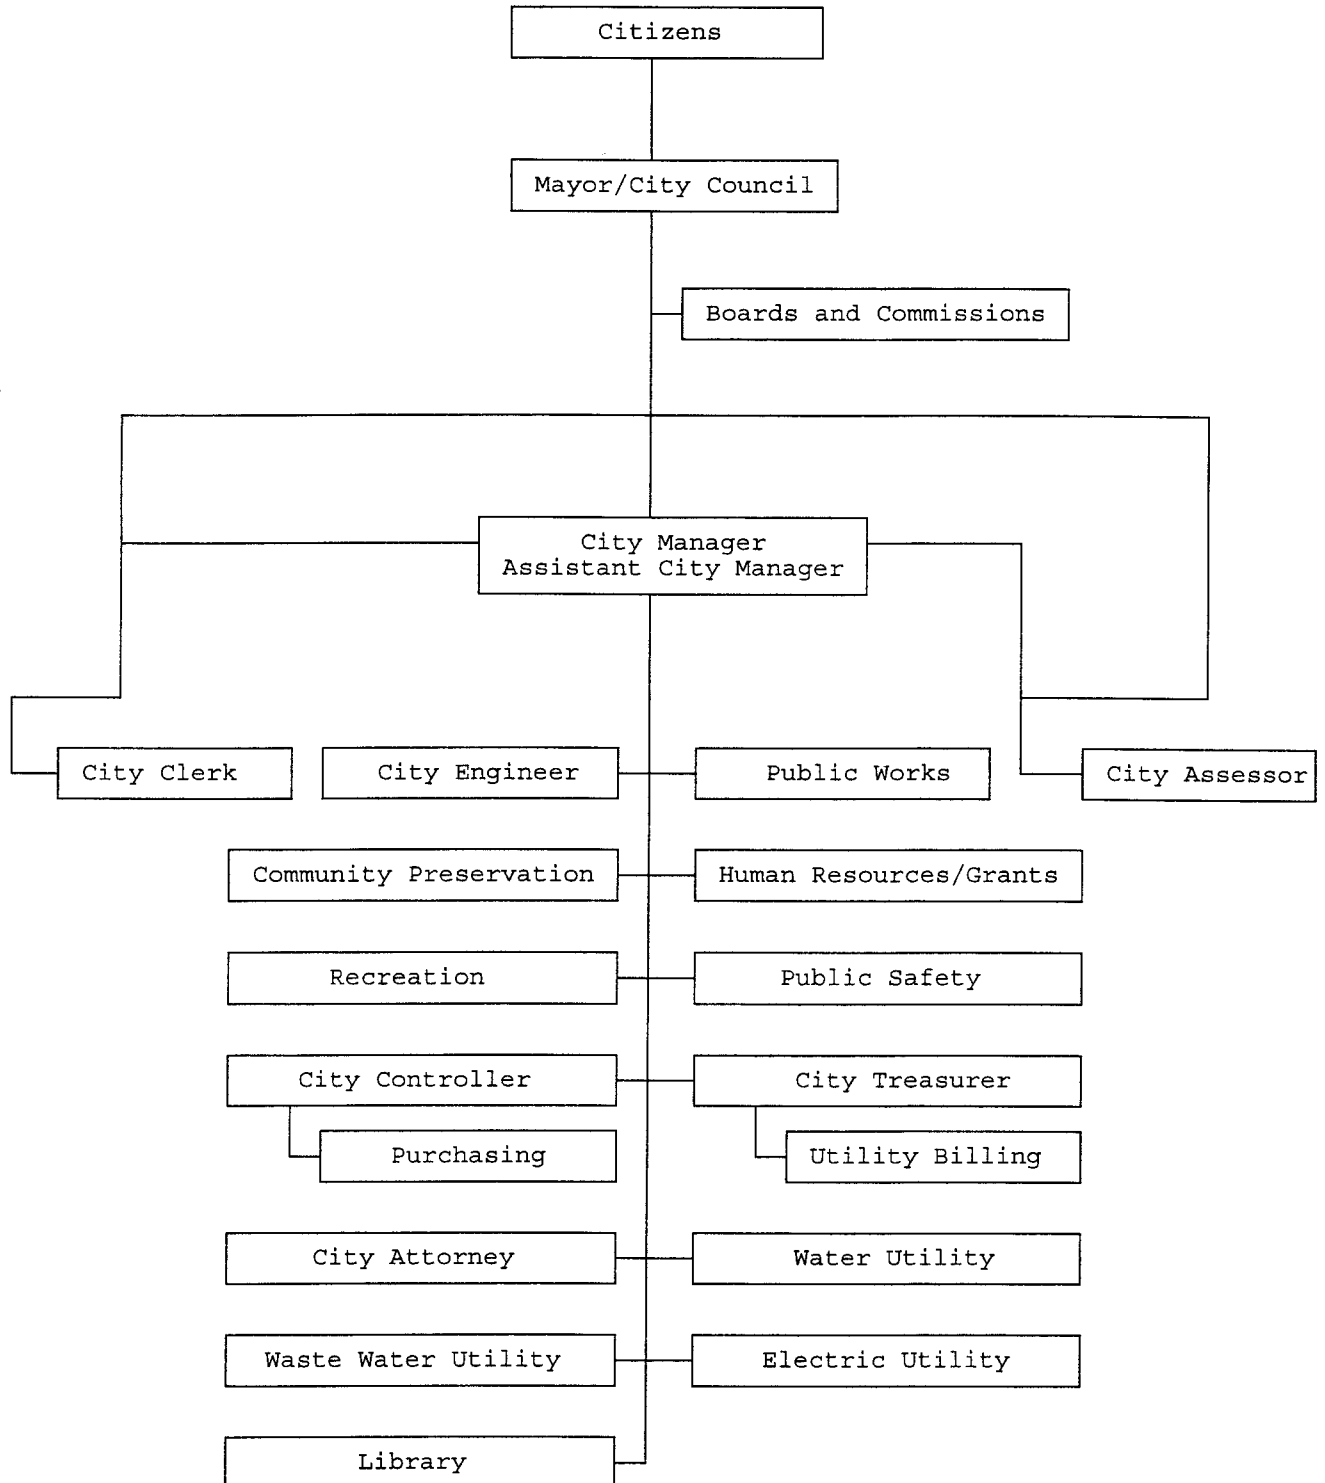 Citizens
Mayor/City Council
Boards and Commissions
City Manager
Assistant City Manager
City Clerk
City Engineer
Public Works
City Assessor
Community Preservation
Human Resources/Grants
Recreation
Public Safety
City Controller
City Treasurer
Purchasing
Utility Billing
City Attorney
Water Utility
Waste Water Utility
Electric Utility
Library